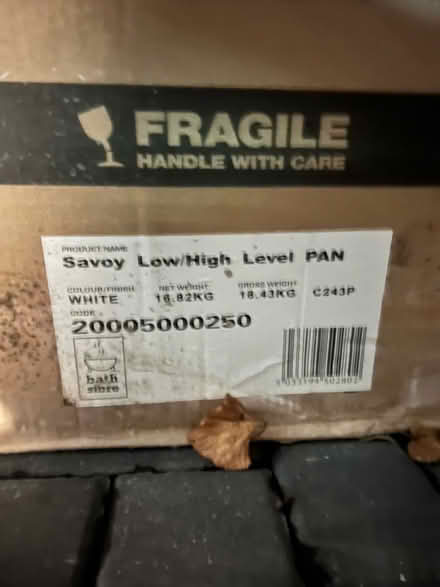 FRAGILE
HANDLE WITH CARE
PRODUCT NAME
Savoy Low/High Level PAN
COLOUR/FINISH NET WEIGHT GROSS WEIGHT
WHITE 16.82KG 18.43KG C243P
CODE
20005000250
bath
store